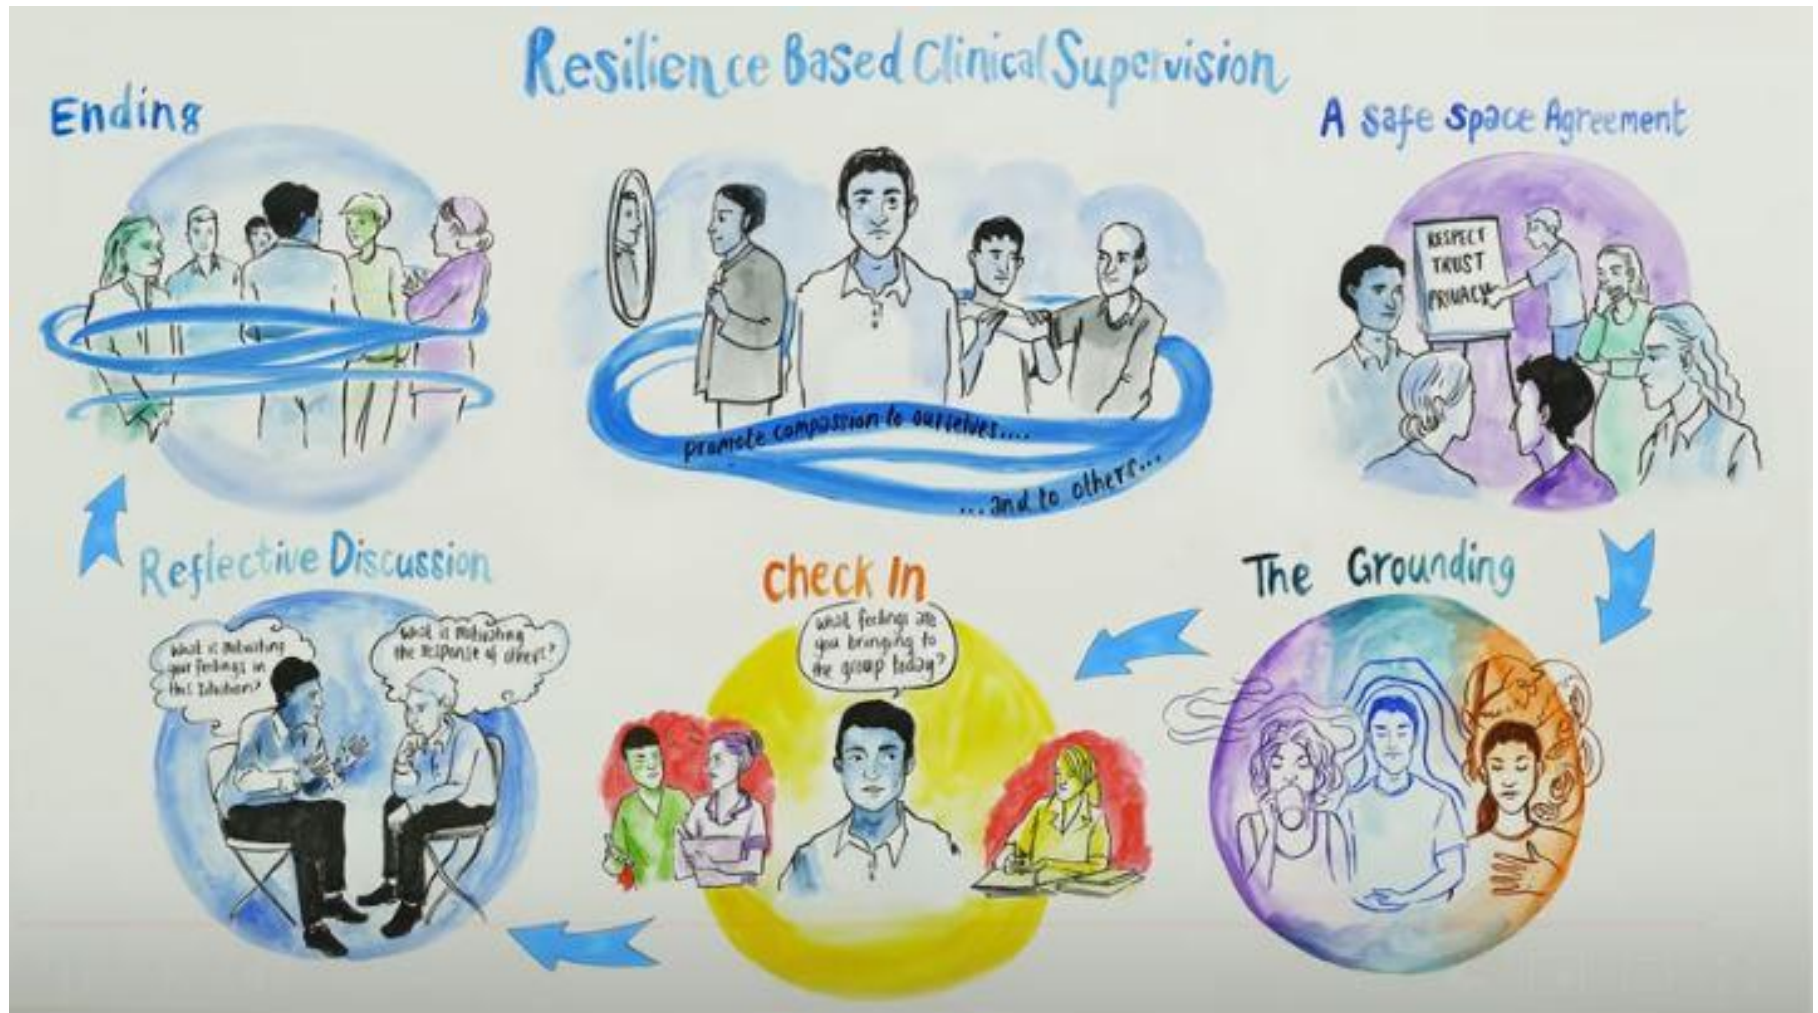 Resilience Based Clinical Supervision
Ending
A safe space Agreement
RESPECT
TRUST
PRIVACY
promote compassion to ourselves....
...and to others...
Reflective Discussion
What is motivating
your feelings in
this situation?
What is motivating
the response of others?
Check In
what feelings are
you bringing to
the group today?
The Grounding